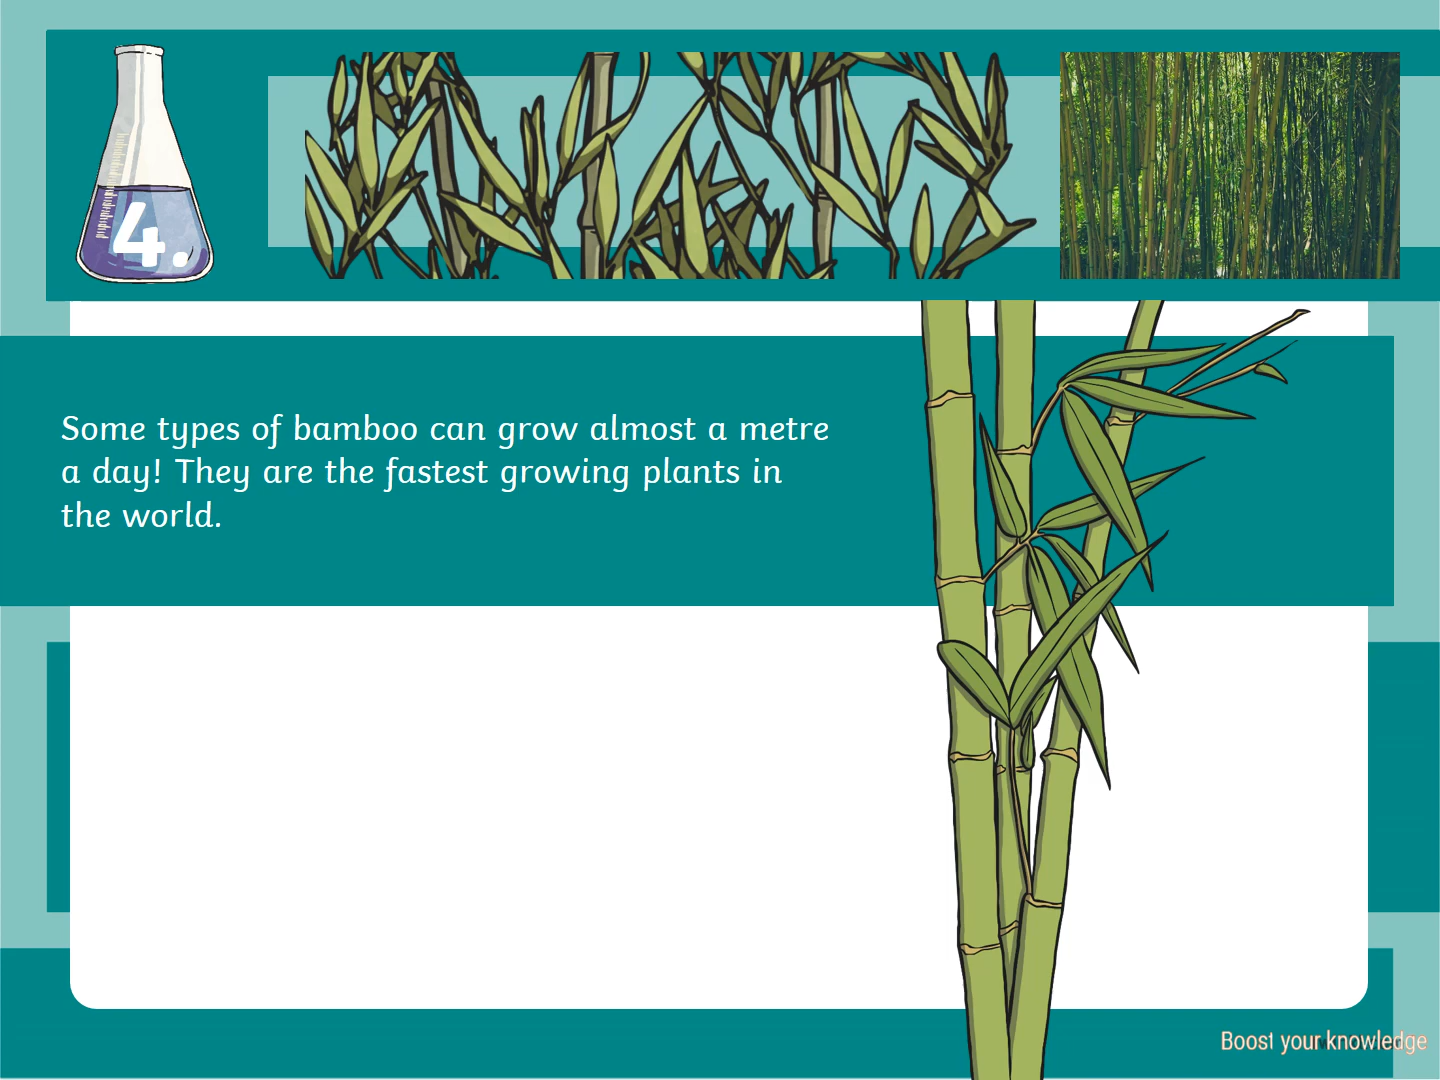 4.
Some types of bamboo can grow almost a metre
a day! They are the fastest growing plants in
the world.
Boost your knowledge